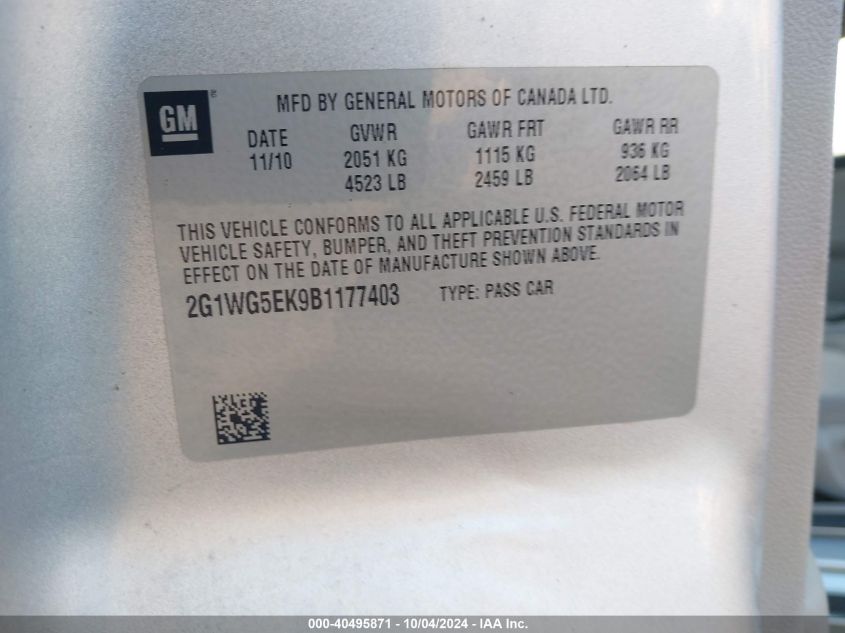 GM
MFD BY GENERAL MOTORS OF CANADA LTD.
DATE GVWR GAWR FRT GAWR RR
11/10 2051 KG 1115 KG 936 KG
4523 LB 2459 LB 2064 LB
THIS VEHICLE CONFORMS TO ALL APPLICABLE U.S. FEDERAL MOTOR
VEHICLE SAFETY, BUMPER, AND THEFT PREVENTION STANDARDS IN
EFFECT ON THE DATE OF MANUFACTURE SHOWN ABOVE.
2G1WG5EK9B1177403 TYPE: PASS CAR
000-40495871 - 10/04/2024 - IAA Inc.